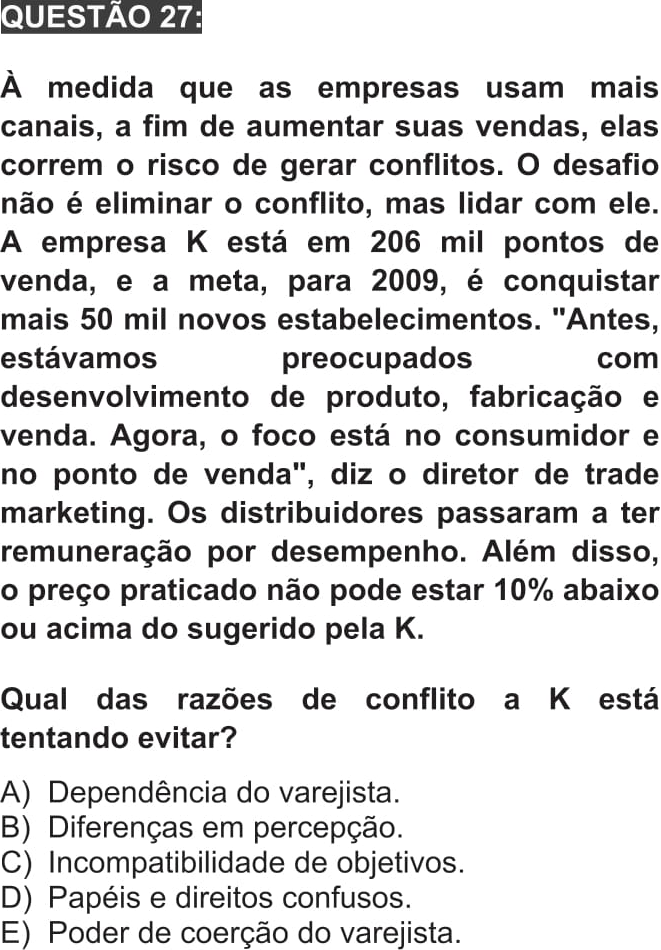 QUESTÃO 27:
À medida que as empresas usam mais
canais, a fim de aumentar suas vendas, elas
correm o risco de gerar conflitos. O desafio
não é eliminar o conflito, mas lidar com ele.
A empresa K está em 206 mil pontos de
venda, e a meta, para 2009, é conquistar
mais 50 mil novos estabelecimentos. "Antes,
estávamos preocupados com
desenvolvimento de produto, fabricação e
venda. Agora, o foco está no consumidor e
no ponto de venda", diz o diretor de trade
marketing. Os distribuidores passaram a ter
remuneração por desempenho. Além disso,
o preço praticado não pode estar 10% abaixo
ou acima do sugerido pela K.
Qual das razões de conflito a K está
tentando evitar?
A) Dependência do varejista.
B) Diferenças em percepção.
C) Incompatibilidade de objetivos.
D) Papéis e direitos confusos.
E) Poder de coerção do varejista.